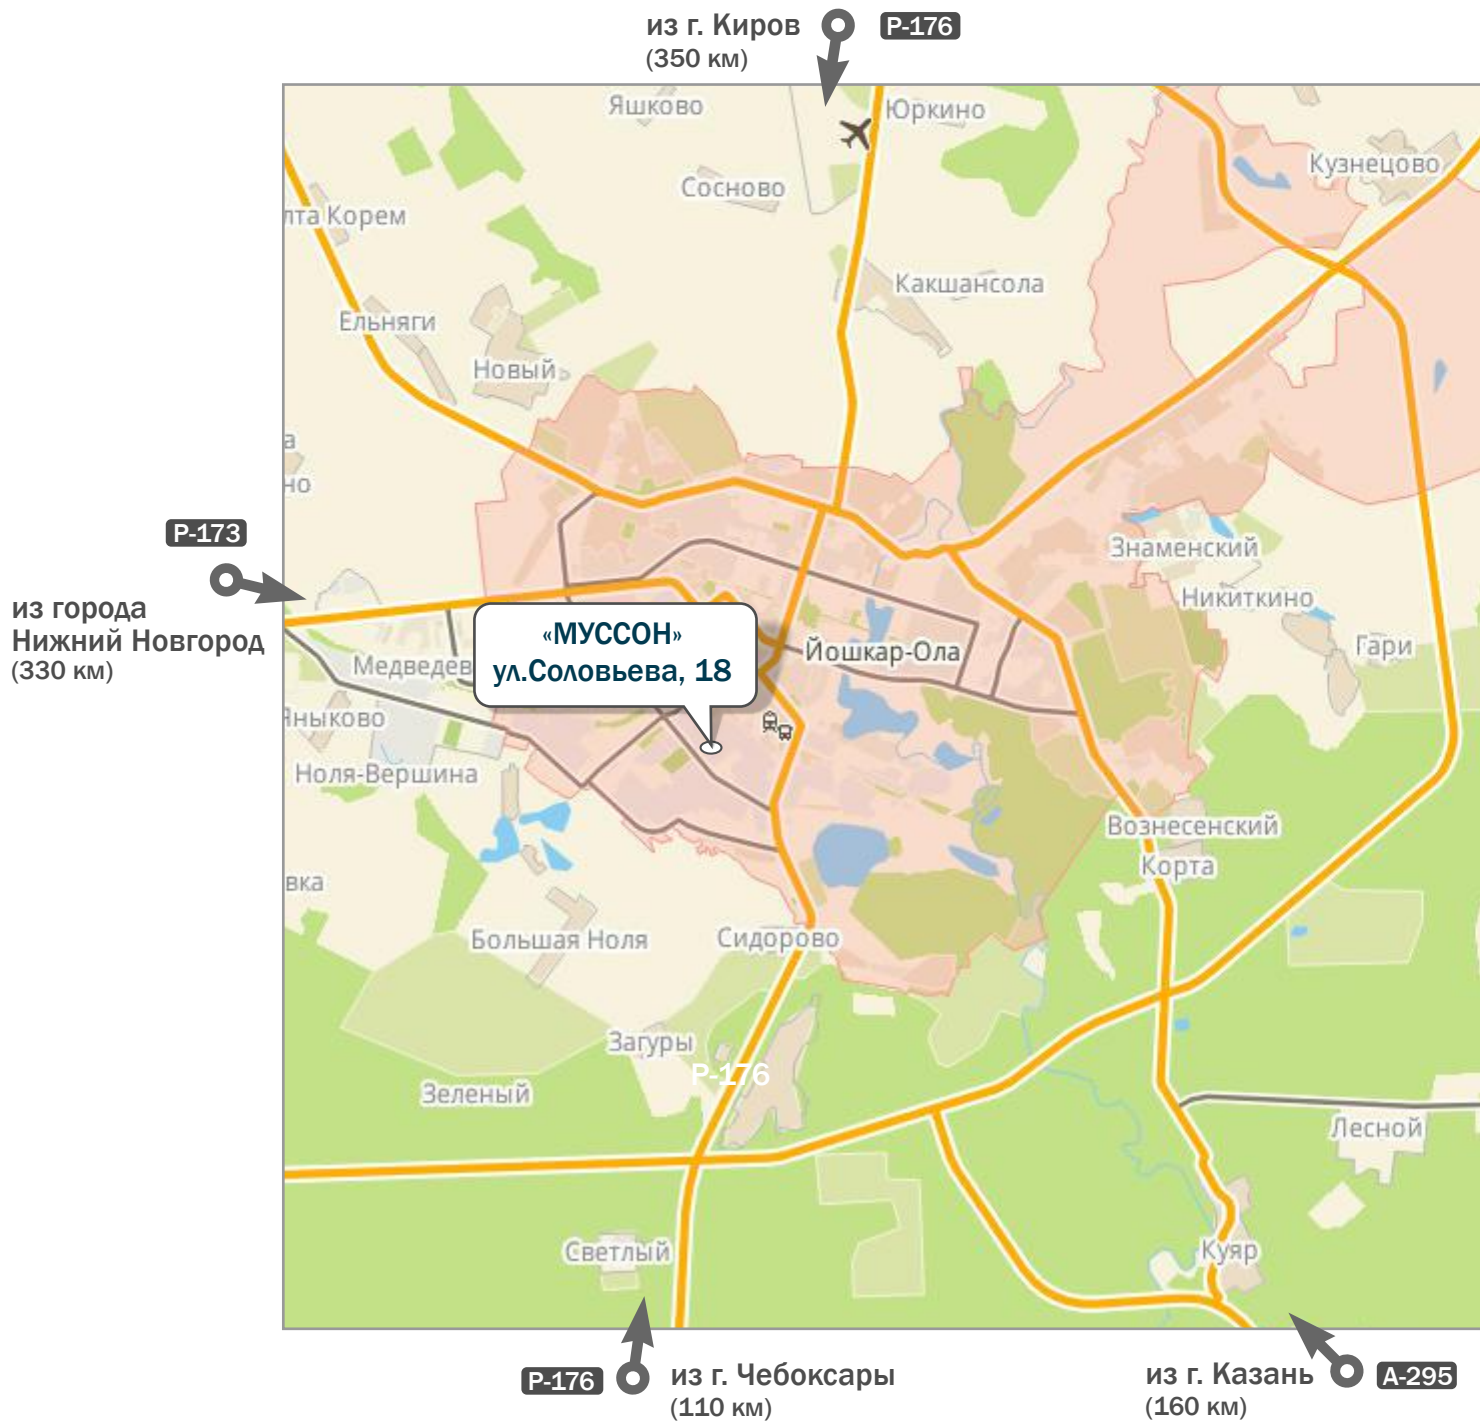 из г. Киров
(350 км)
Р-176
Яшково
Юркино
Кузнецово
Сосново
лта Корем
Какшансола
Ельняги
Новый
а
но
Р-173
Знаменский
Никиткино
из города
Нижний Новгород
(330 км)
«МУССОН»
ул.Соловьева, 18
Йошкар-Ола
Гари
Медведев
Яныково
Ноля-Вершина
Вознесенский
Корта
вка
Большая Ноля
Сидорово
Загуры
Р-176
Зеленый
Лесной
Светлый
Куяр
Р-176
из г. Чебоксары
(110 км)
из г. Казань
(160 км)
А-295